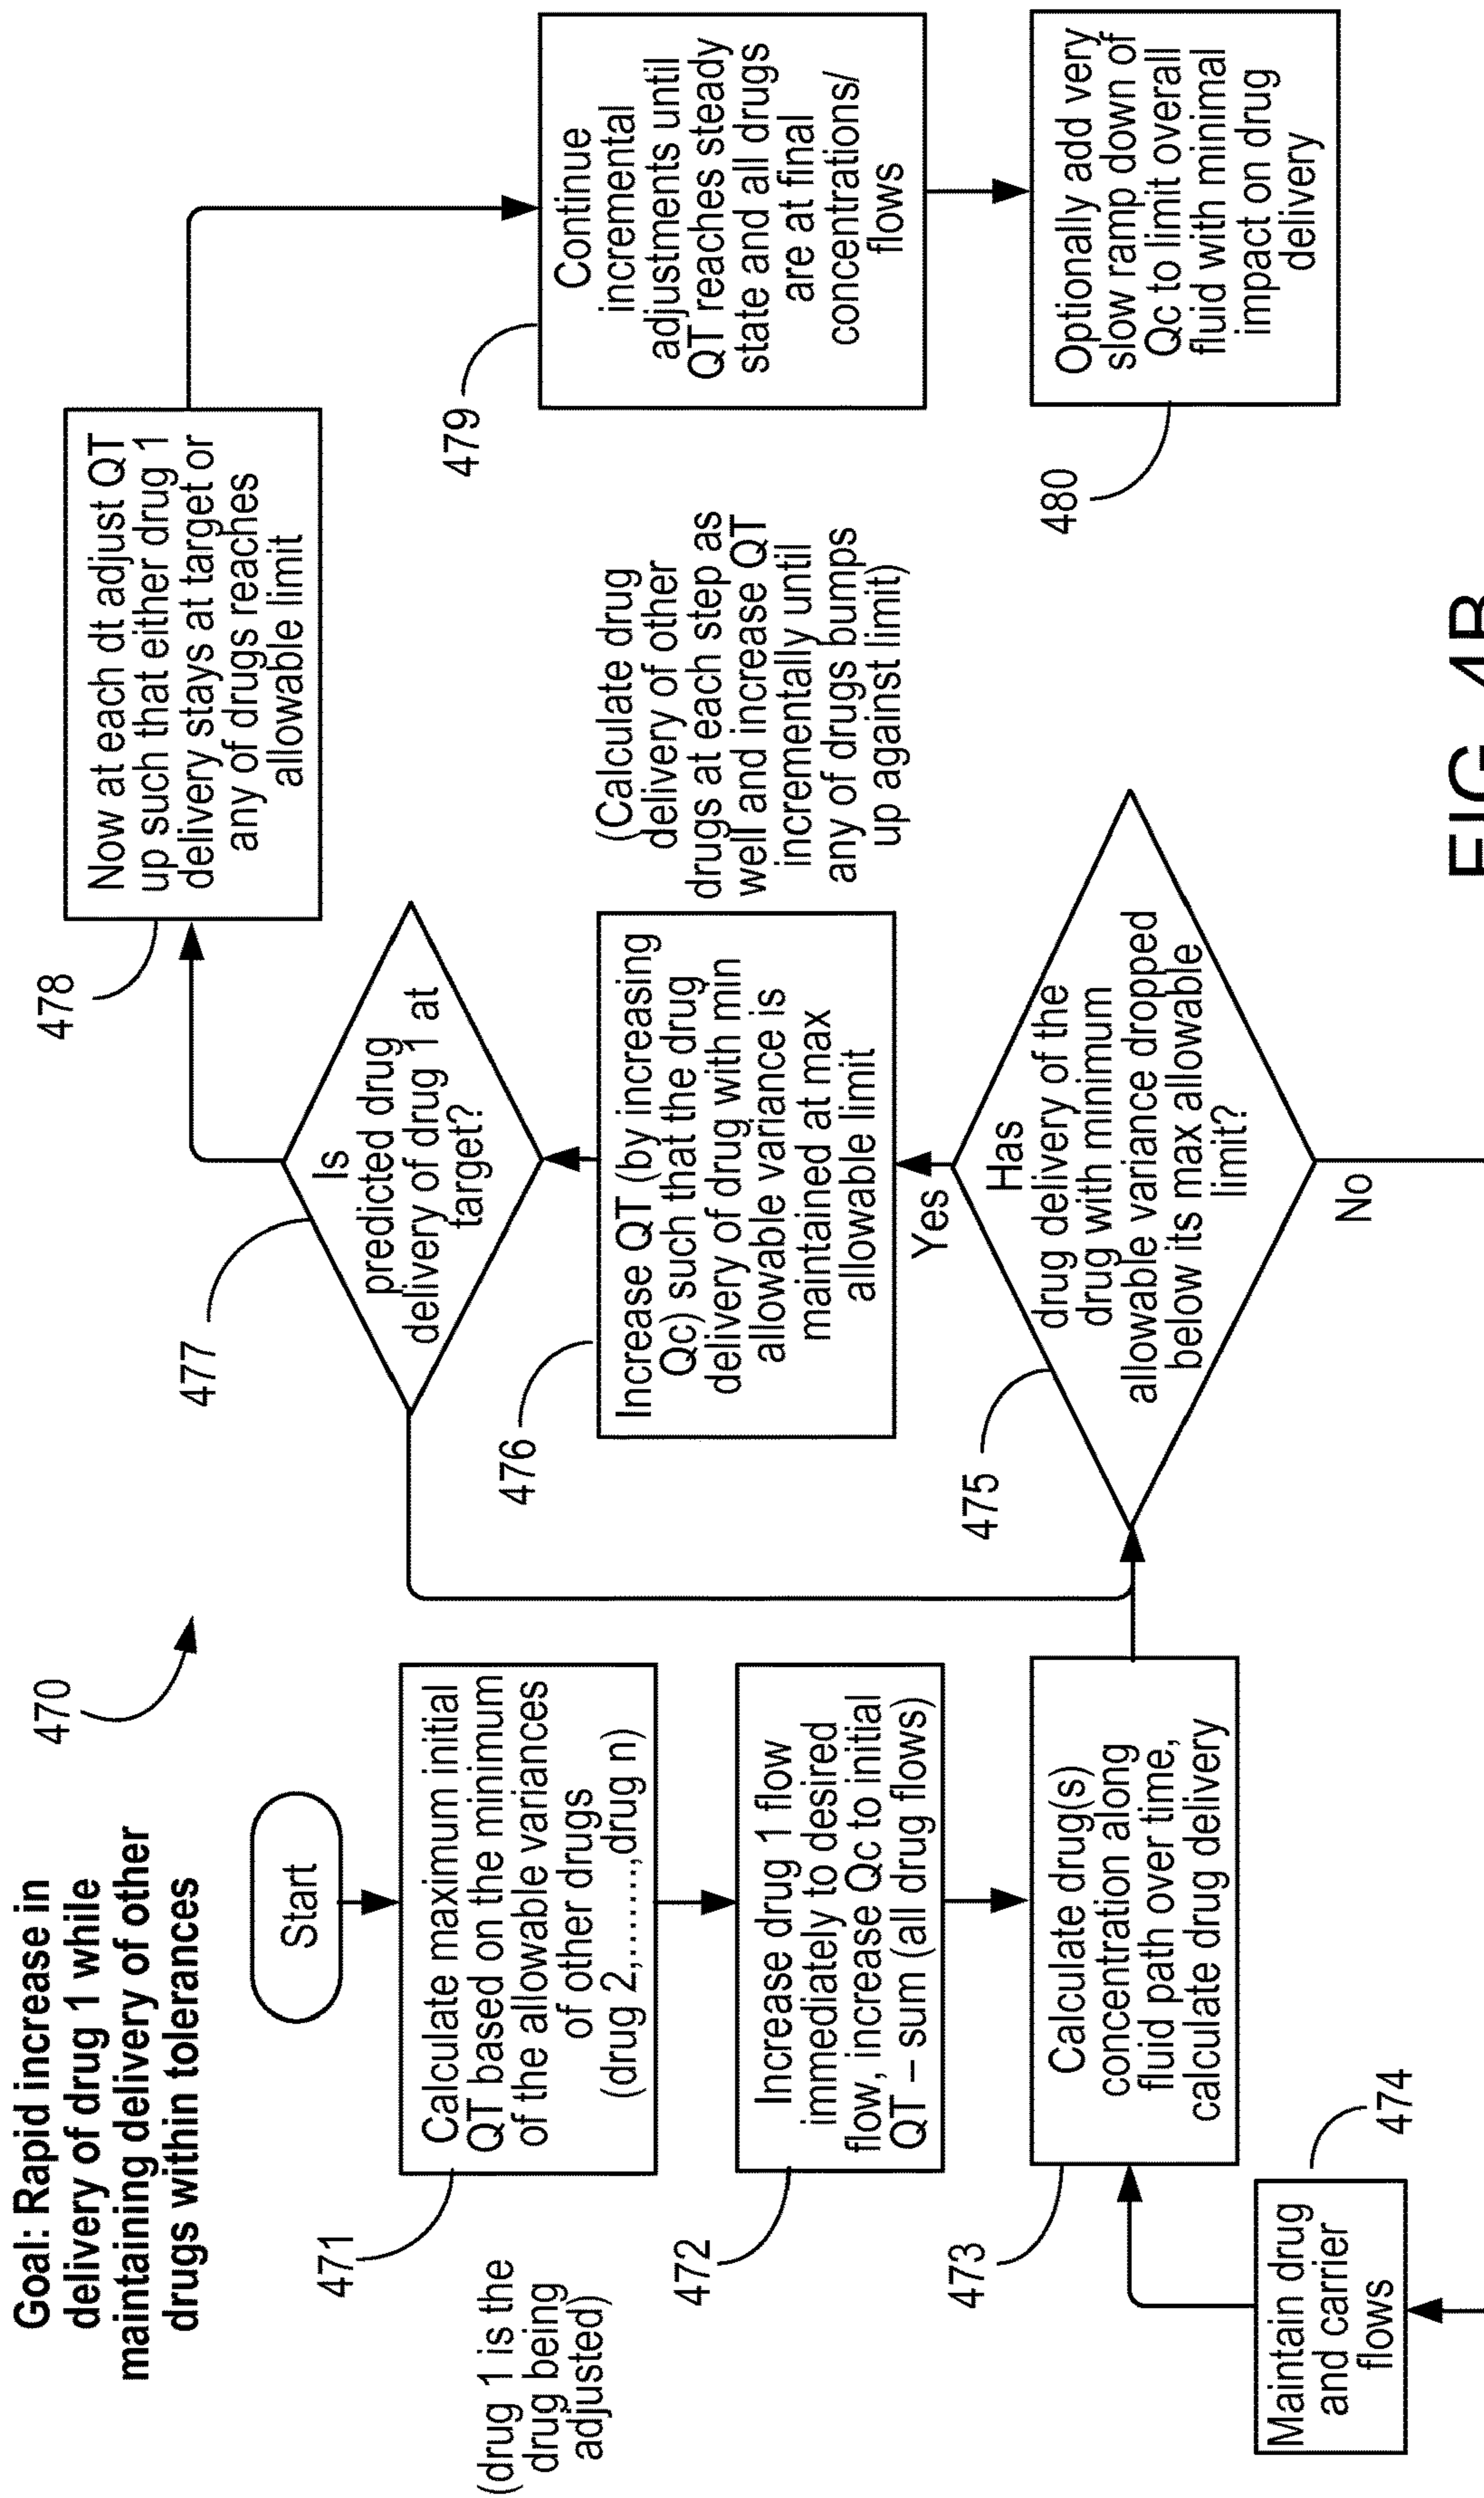 Goal: Rapid increase in
delivery of drug 1 while
maintaining delivery of other
drugs within tolerances
470
Start
(drug 1 is the
drug being
adjusted)
471
Calculate maximum initial
QT based on the minimum
of the allowable variances
of other drugs
(drug 2,........,drug n)
472
Increase drug 1 flow
immediately to desired
flow, increase Qc to initial
QT – sum (all drug flows)
473
Calculate drug(s)
concentration along
fluid path over time,
calculate drug delivery
474
Maintain drug
and carrier
flows
475
Has
drug delivery of the
drug with minimum
allowable variance dropped
below its max allowable
limit?
Yes
No
476
Increase QT (by increasing
Qc) such that the drug
delivery of drug with min
allowable variance is
maintained at max
allowable limit
(Calculate drug
delivery of other
drugs at each step as
well and increase QT
incrementally until
any of drugs bumps
up against limit)
477
Is
predicted drug
delivery of drug 1 at
target?
478
Now at each dt adjust QT
up such that either drug 1
delivery stays at target or
any of drugs reaches
allowable limit
479
Continue
incremental
adjustments until
QT reaches steady
state and all drugs
are at final
concentrations/
flows
480
Optionally add very
slow ramp down of
Qc to limit overall
fluid with minimal
impact on drug
delivery
FIG. 4B